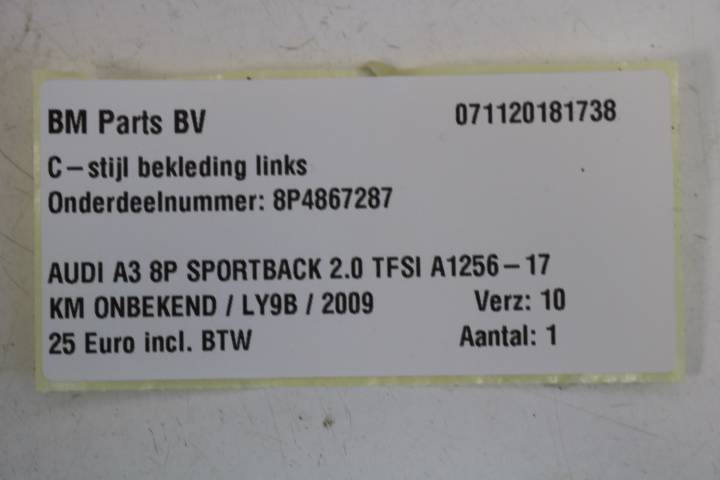 BM Parts BV 071120181738
C-stijl bekleding links
Onderdeelnummer: 8P4867287
AUDI A3 8P SPORTBACK 2.0 TFSI A1256-17
KM ONBEKEND / LY9B / 2009 Verz: 10
25 Euro incl. BTW Aantal: 1